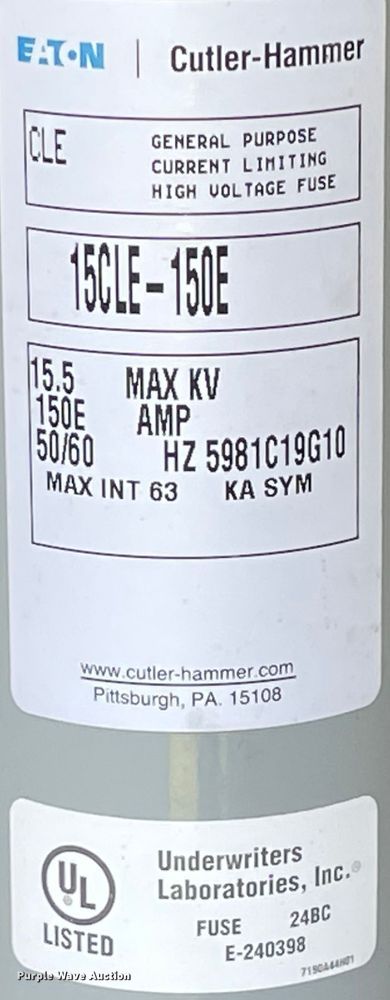 EATON | Cutler-Hammer
CLE
GENERAL PURPOSE
CURRENT LIMITING
HIGH VOLTAGE FUSE
15CLE-150E
15.5 MAX KV
150E AMP
50/60 HZ 5981C19G10
MAX INT 63 KA SYM
www.cutler-hammer.com
Pittsburgh, PA. 15108
UL
LISTED
Underwriters
Laboratories, Inc.®
FUSE 24BC
E-240398
7150A44H01
Purple Wave Auction